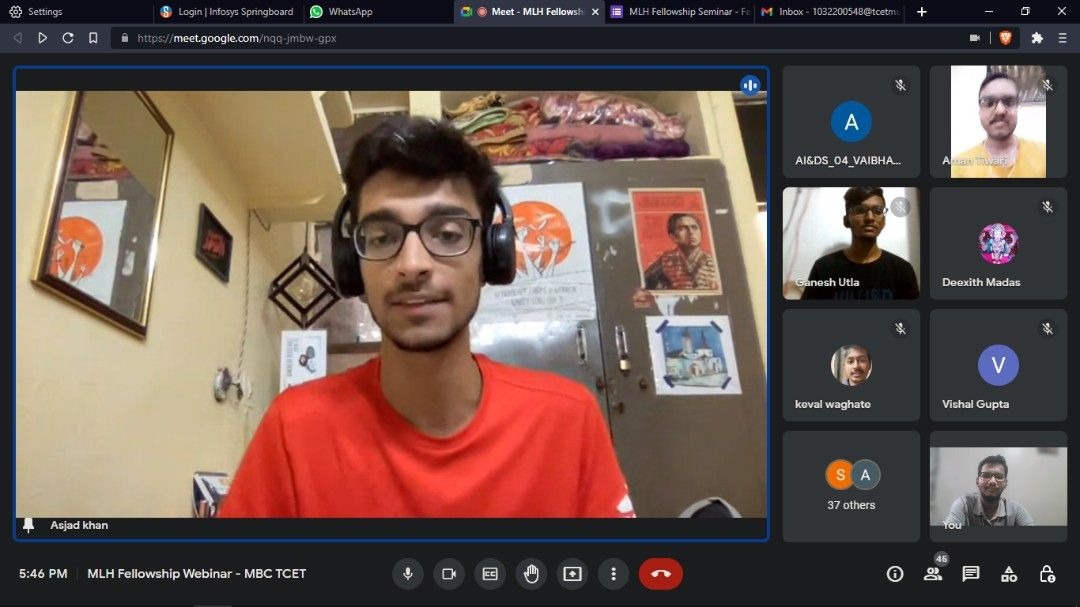 Settings
Login | Infosys Springboard
WhatsApp
Meet - MLH Fellowsh
MLH Fellowship Seminar - Fe
Inbox - 1032200548@tcetmu
https://meet.google.com/nqq-jmbw-gpx
A
AI&DS_04_VAIBHA...
Aman Tiwari
Ganesh Utla
Deexith Madas
keval waghate
V
Vishal Gupta
S A
37 others
You
Asjad khan
5:46 PM | MLH Fellowship Webinar - MBC TCET
CC
45